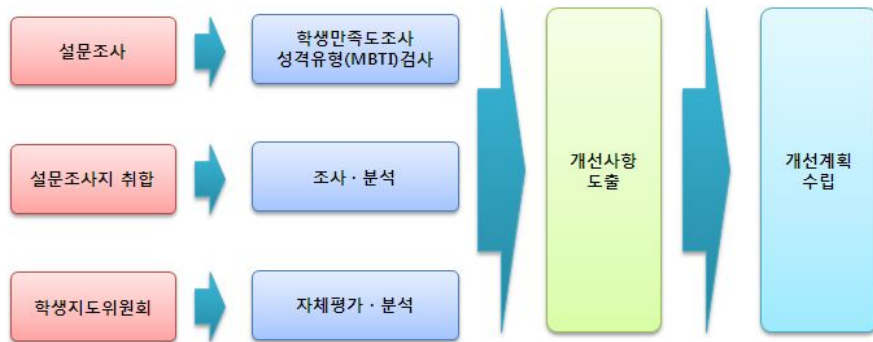 설문조사
학생만족도조사
성격유형(MBTI)검사
설문조사지 취합
조사 · 분석
학생지도위원회
자체평가 · 분석
개선사항
도출
개선계획
수립